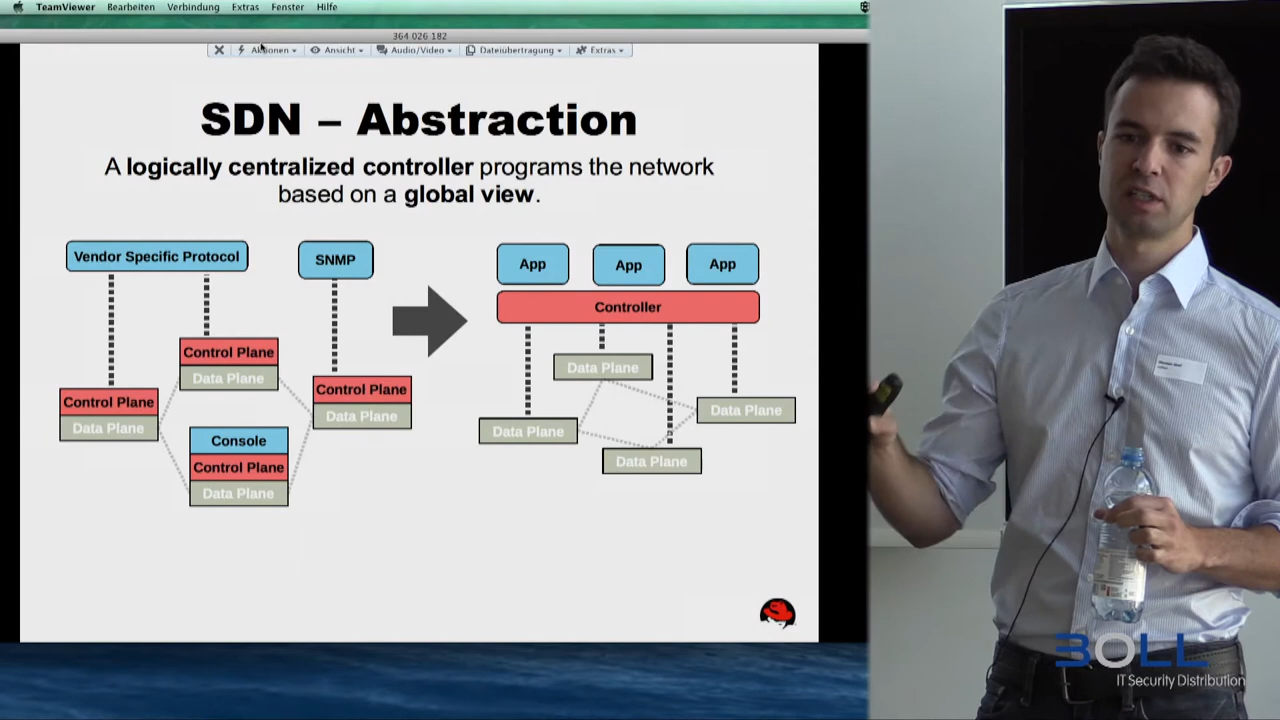 TeamViewer Bearbeiten Verbindung Extras Fenster Hilfe
364 026 182
Aktionen Ansicht Audio/Video Dateiübertragung Extras
SDN – Abstraction
A logically centralized controller programs the network
based on a global view.
Vendor Specific Protocol
SNMP
Control Plane
Data Plane
Control Plane
Data Plane
Control Plane
Data Plane
Console
Control Plane
Data Plane
App
App
App
Controller
Data Plane
Data Plane
Data Plane
Data Plane
BOLL
IT Security Distribution